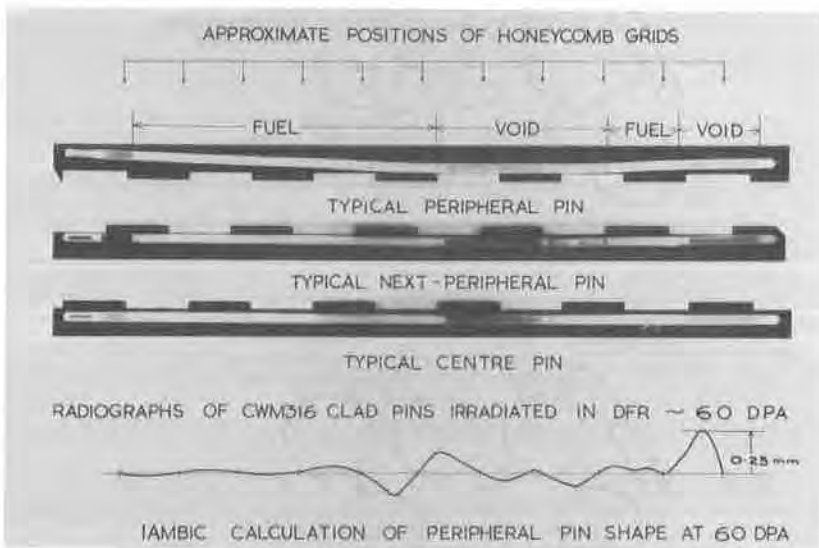 APPROXIMATE POSITIONS OF HONEYCOMB GRIDS
FUEL VOID FUEL VOID
TYPICAL PERIPHERAL PIN
TYPICAL NEXT-PERIPHERAL PIN
TYPICAL CENTRE PIN
RADIOGRAPHS OF CWM316 CLAD PINS IRRADIATED IN DFR ~ 60 DPA
0·25 mm
IAMBIC CALCULATION OF PERIPHERAL PIN SHAPE AT 60 DPA